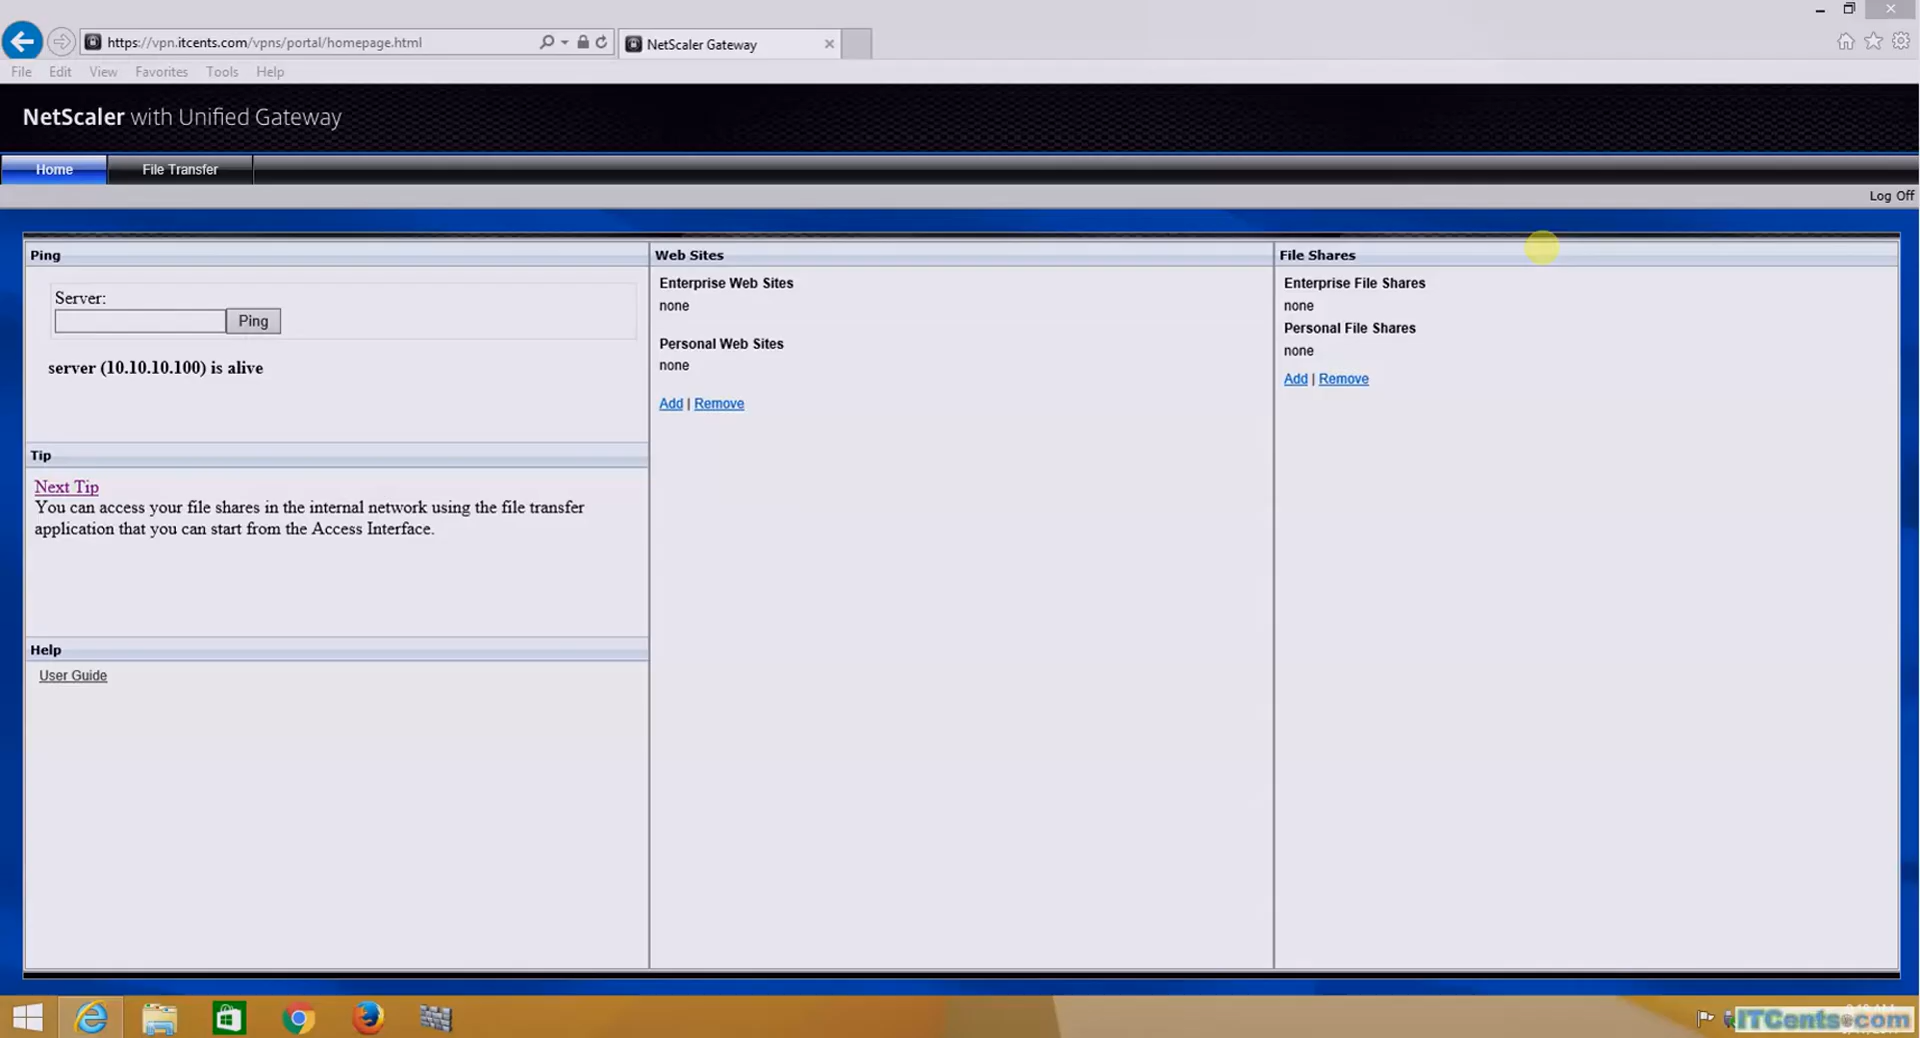 https://vpn.itcents.com/vpns/portal/homepage.html
NetScaler Gateway
File Edit View Favorites Tools Help
NetScaler with Unified Gateway
Home File Transfer
Log Off
Ping
Server:
Ping
server (10.10.10.100) is alive
Tip
Next Tip
You can access your file shares in the internal network using the file transfer
application that you can start from the Access Interface.
Help
User Guide
Web Sites
Enterprise Web Sites
none
Personal Web Sites
none
Add | Remove
File Shares
Enterprise File Shares
none
Personal File Shares
none
Add | Remove
ITCents.com